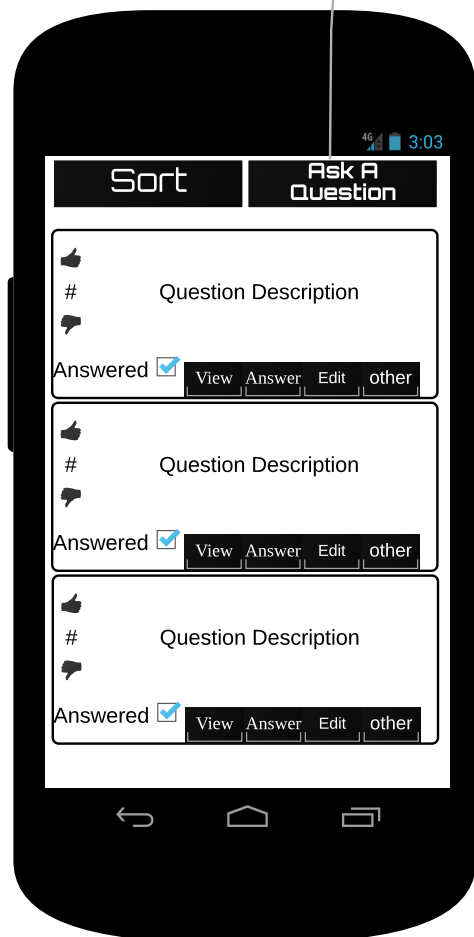 4G 3:03
Sort
Ask A
Question
#
Question Description
Answered View Answer Edit other
#
Question Description
Answered View Answer Edit other
#
Question Description
Answered View Answer Edit other